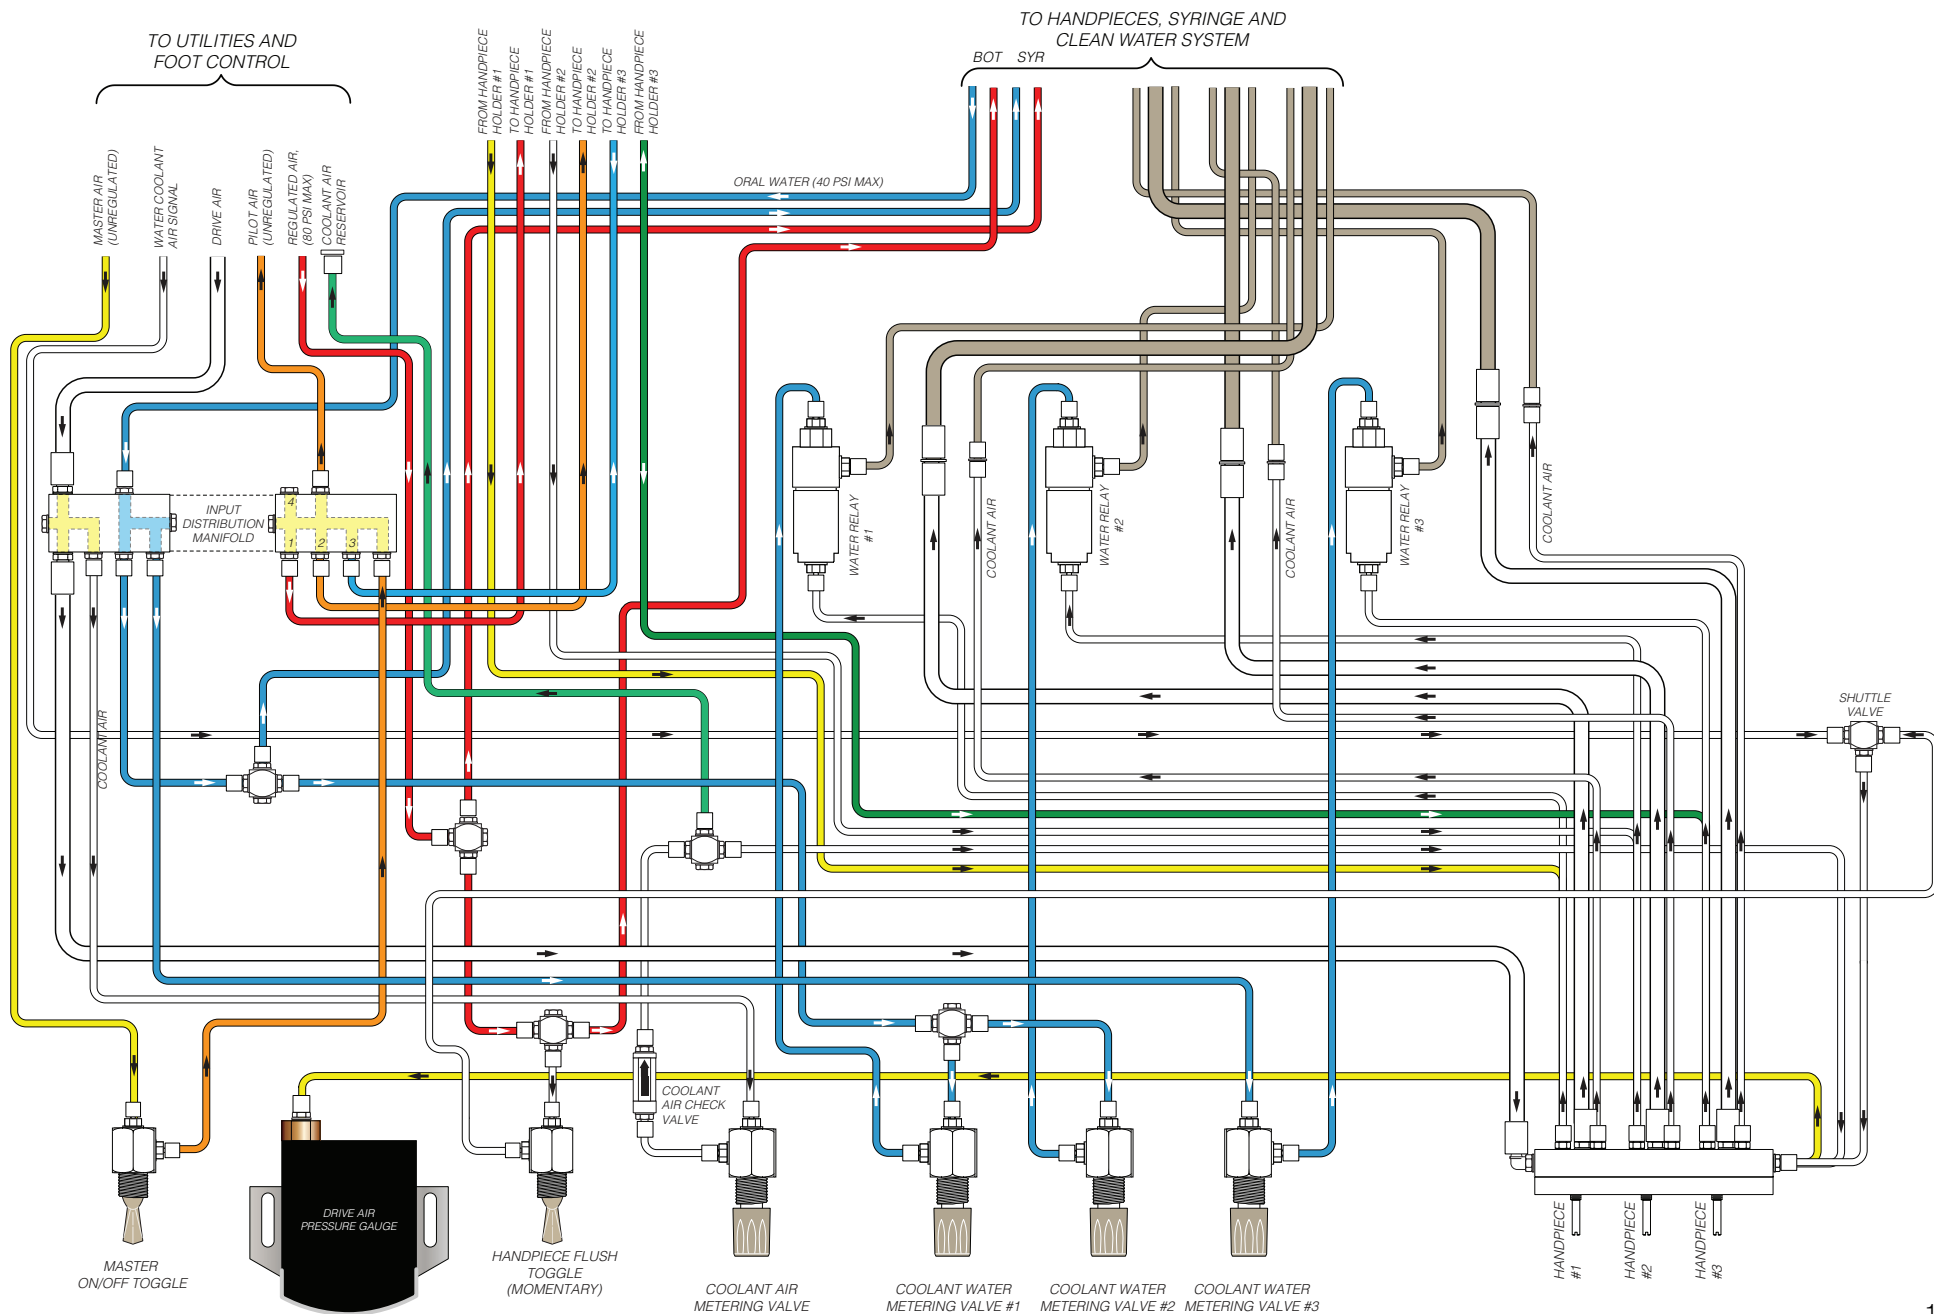 TO UTILITIES AND
FOOT CONTROL
TO HANDPIECES, SYRINGE AND
CLEAN WATER SYSTEM
BOT SYR
MASTER AIR
(UNREGULATED)
WATER COOLANT
AIR SIGNAL
DRIVE AIR
PILOT AIR
(UNREGULATED)
REGULATED AIR,
(80 PSI MAX)
COOLANT AIR
RESERVOIR
FROM HANDPIECE
HOLDER #1
TO HANDPIECE
HOLDER #1
FROM HANDPIECE
HOLDER #2
TO HANDPIECE
HOLDER #2
TO HANDPIECE
HOLDER #3
FROM HANDPIECE
HOLDER #3
ORAL WATER (40 PSI MAX)
INPUT
DISTRIBUTION
MANIFOLD
4
1
2
3
WATER RELAY
#1
COOLANT AIR
WATER RELAY
#2
COOLANT AIR
WATER RELAY
#3
COOLANT AIR
COOLANT AIR
SHUTTLE
VALVE
COOLANT
AIR CHECK
VALVE
DRIVE AIR
PRESSURE GAUGE
MASTER
ON/OFF TOGGLE
HANDPIECE FLUSH
TOGGLE
(MOMENTARY)
COOLANT AIR
METERING VALVE
COOLANT WATER
METERING VALVE #1
COOLANT WATER
METERING VALVE #2
COOLANT WATER
METERING VALVE #3
HANDPIECE
#1
HANDPIECE
#2
HANDPIECE
#3
1